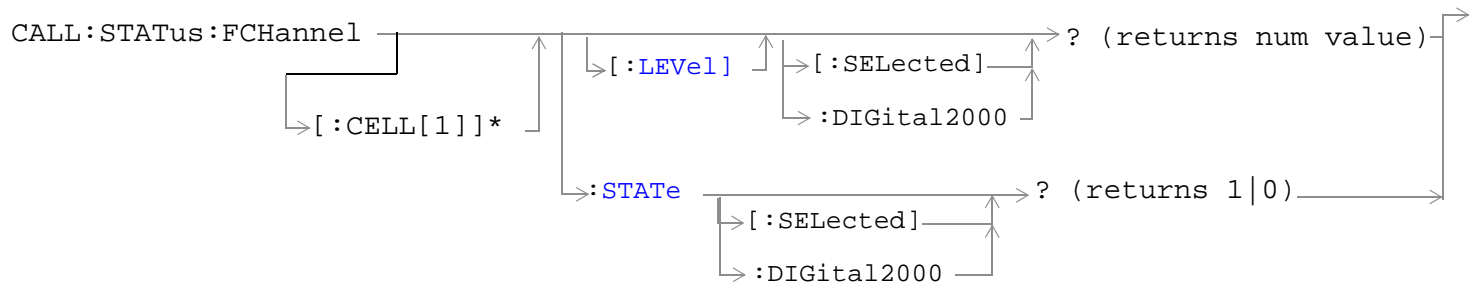 CALL:STATus:FCHannel ? (returns num value)
[:LEVel] [:SELected]
[:CELL[1]]* :DIGital2000
:STATe ? (returns 1|0)
[:SELected]
:DIGital2000